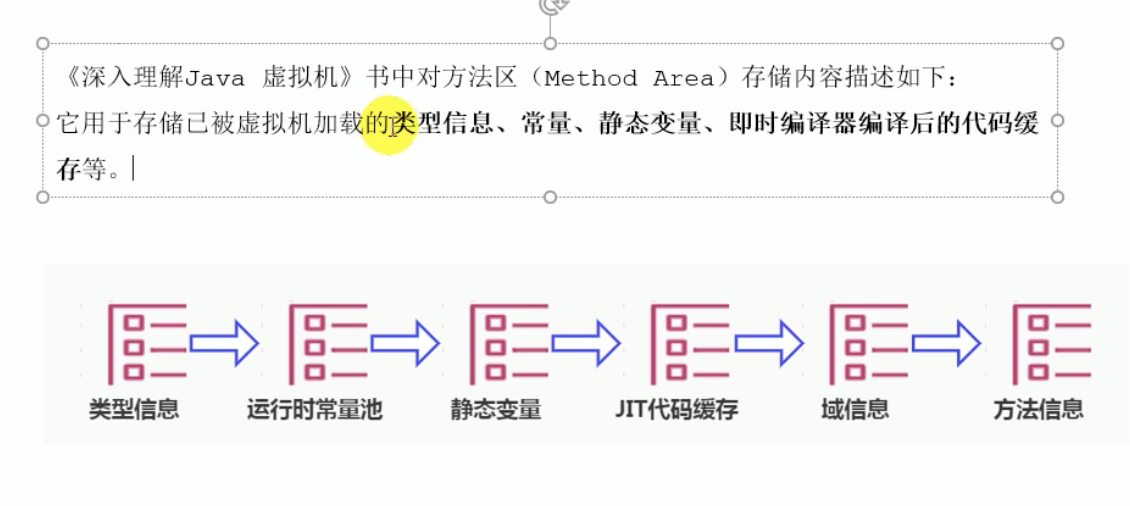 《深入理解Java 虚拟机》书中对方法区（Method Area）存储内容描述如下：
它用于存储已被虚拟机加载的类型信息、常量、静态变量、即时编译器编译后的代码缓
存等。
类型信息 运行时常量池 静态变量 JIT代码缓存 域信息 方法信息